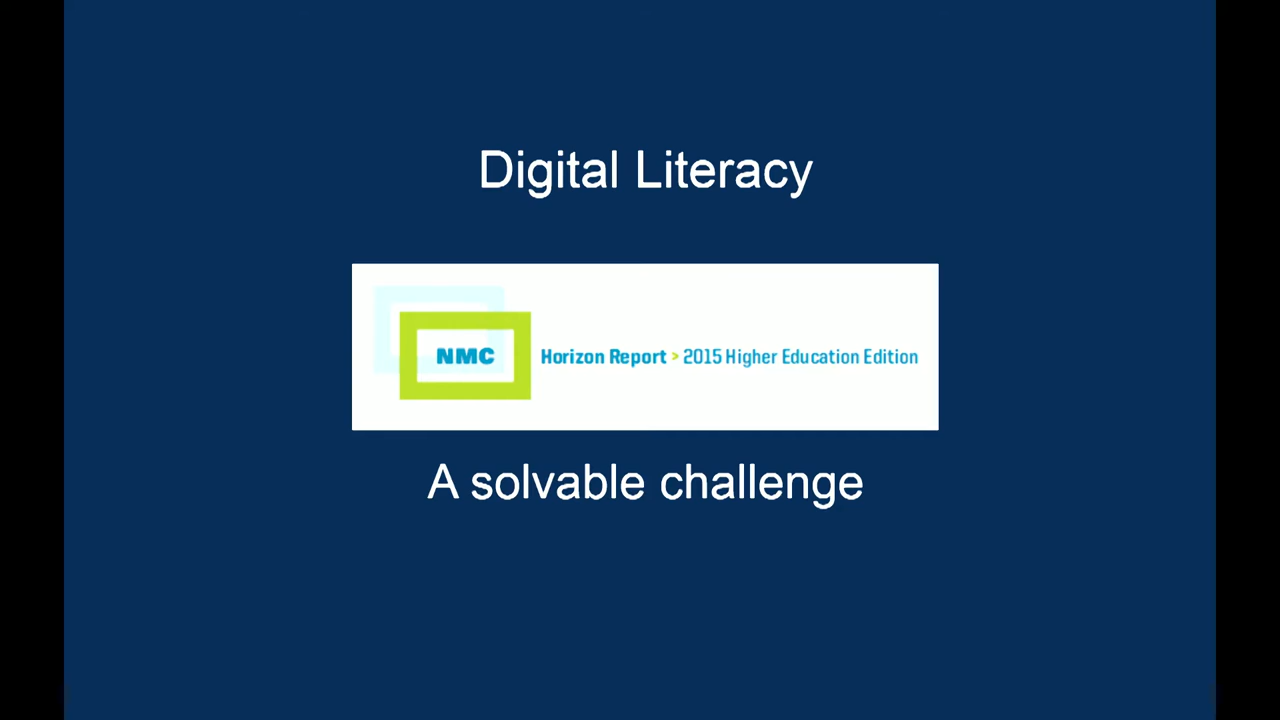 Digital Literacy
NMC Horizon Report > 2015 Higher Education Edition
A solvable challenge